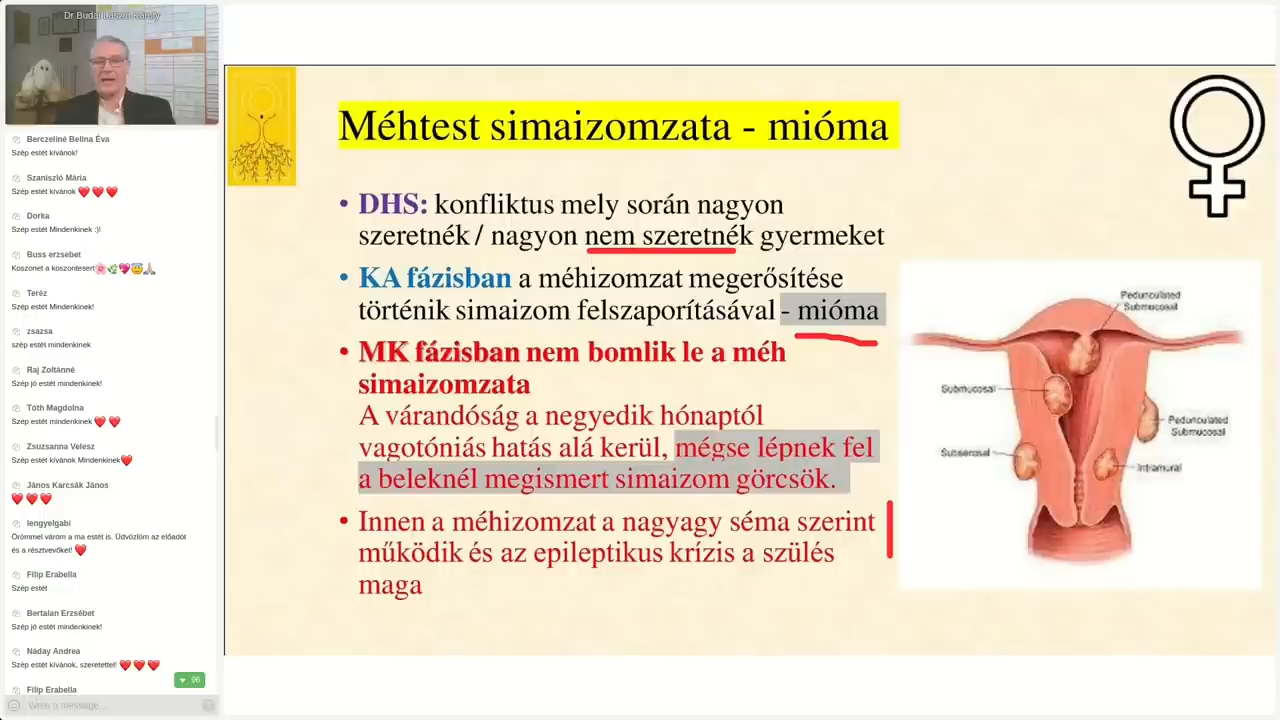 Dr Budai László Károly
Berczeliné Belina Éva
Szép estét kívánok!
Szaniszló Mária
Szép estét kívánok
Dorka
Szép estét Mindenkinek :)!
Buss erzsebet
Koszonet a koszontesert
Teréz
Szép estét Mindenkinek!
zsazsa
szép estét mindenkinek
Raj Zoltánné
Szép jó estét mindenkinek!
Tóth Magdolna
Szép estét mindenkinek
Zsuzsanna Velesz
Szép estét kívánok Mindenkinek
János Karcsák János
lengyelgabi
Örömmel várom a ma estét is. Üdvözlöm az előadót
és a résztvevőket!
Filip Erabella
Szép estét
Bertalan Erzsébet
Szép jó estét mindenkinek!
Náday Andrea
Szép estét kívánok, szeretettel!
96
Filip Erabella
Write a message...
Méhtest simaizomzata - mióma
• DHS: konfliktus mely során nagyon
szeretnék / nagyon nem szeretnék gyermeket
• KA fázisban a méhizomzat megerősítése
történik simaizom felszaporításával - mióma
• MK fázisban nem bomlik le a méh
simaizomzata
A várandóság a negyedik hónaptól
vagotóniás hatás alá kerül, mégse lépnek fel
a beleknél megismert simaizom görcsök.
• Innen a méhizomzat a nagyagy séma szerint
működik és az epileptikus krízis a szülés
maga
Pedunculated
Submucosal
Submucosal
Pedunculated
Submucosal
Subserosal
Intramural